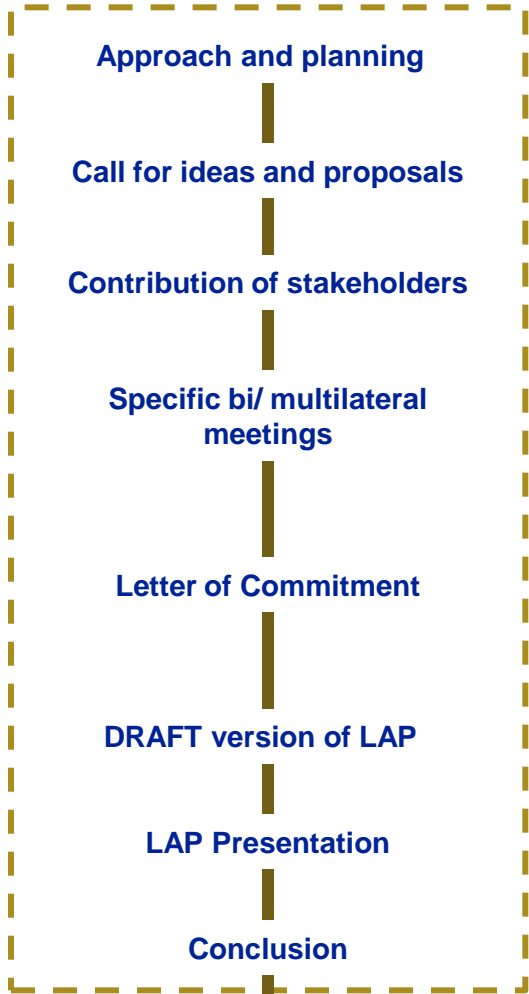 Approach and planning
Call for ideas and proposals
Contribution of stakeholders
Specific bi/ multilateral
meetings
Letter of Commitment
DRAFT version of LAP
LAP Presentation
Conclusion